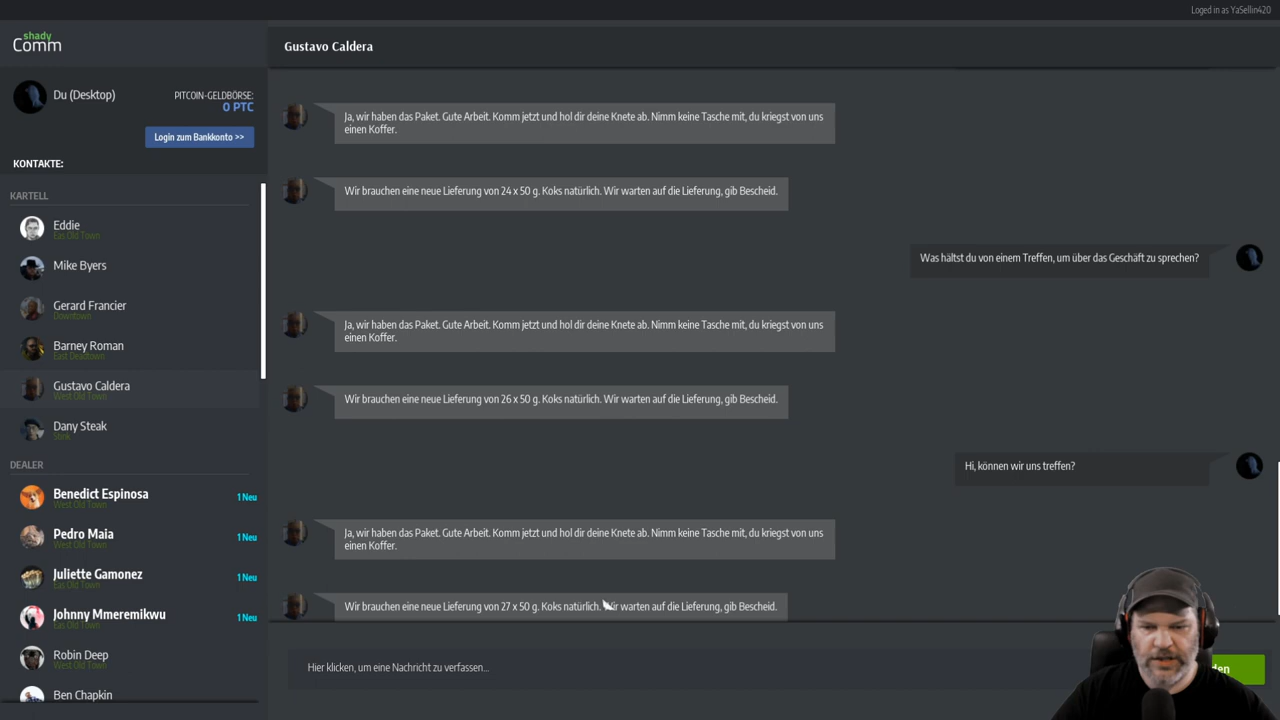 Loged in as YaSellin420
shady
Comm
Gustavo Caldera
Du (Desktop)
PITCOIN-GELDBÖRSE:
0 PTC
Login zum Bankkonto >>
KONTAKTE:
KARTELL
Eddie
Eas Old Town
Mike Byers
Gerard Francier
Downtown
Barney Roman
East Deadtown
Gustavo Caldera
West Old Town
Dany Steak
Stink
DEALER
Benedict Espinosa
1 Neu
West Old Town
Pedro Maia
1 Neu
West Old Town
Juliette Gamonez
1 Neu
Eas Old Town
Johnny Mmeremikwu
1 Neu
Eas Old Town
Robin Deep
West Old Town
Ben Chapkin
Ja, wir haben das Paket. Gute Arbeit. Komm jetzt und hol dir deine Knete ab. Nimm keine Tasche mit, du kriegst von uns
einen Koffer.
Wir brauchen eine neue Lieferung von 24 x 50 g. Koks natürlich. Wir warten auf die Lieferung, gib Bescheid.
Was hältst du von einem Treffen, um über das Geschäft zu sprechen?
Ja, wir haben das Paket. Gute Arbeit. Komm jetzt und hol dir deine Knete ab. Nimm keine Tasche mit, du kriegst von uns
einen Koffer.
Wir brauchen eine neue Lieferung von 26 x 50 g. Koks natürlich. Wir warten auf die Lieferung, gib Bescheid.
Hi, können wir uns treffen?
Ja, wir haben das Paket. Gute Arbeit. Komm jetzt und hol dir deine Knete ab. Nimm keine Tasche mit, du kriegst von uns
einen Koffer.
Wir brauchen eine neue Lieferung von 27 x 50 g. Koks natürlich. Wir warten auf die Lieferung, gib Bescheid.
Hier klicken, um eine Nachricht zu verfassen...
den